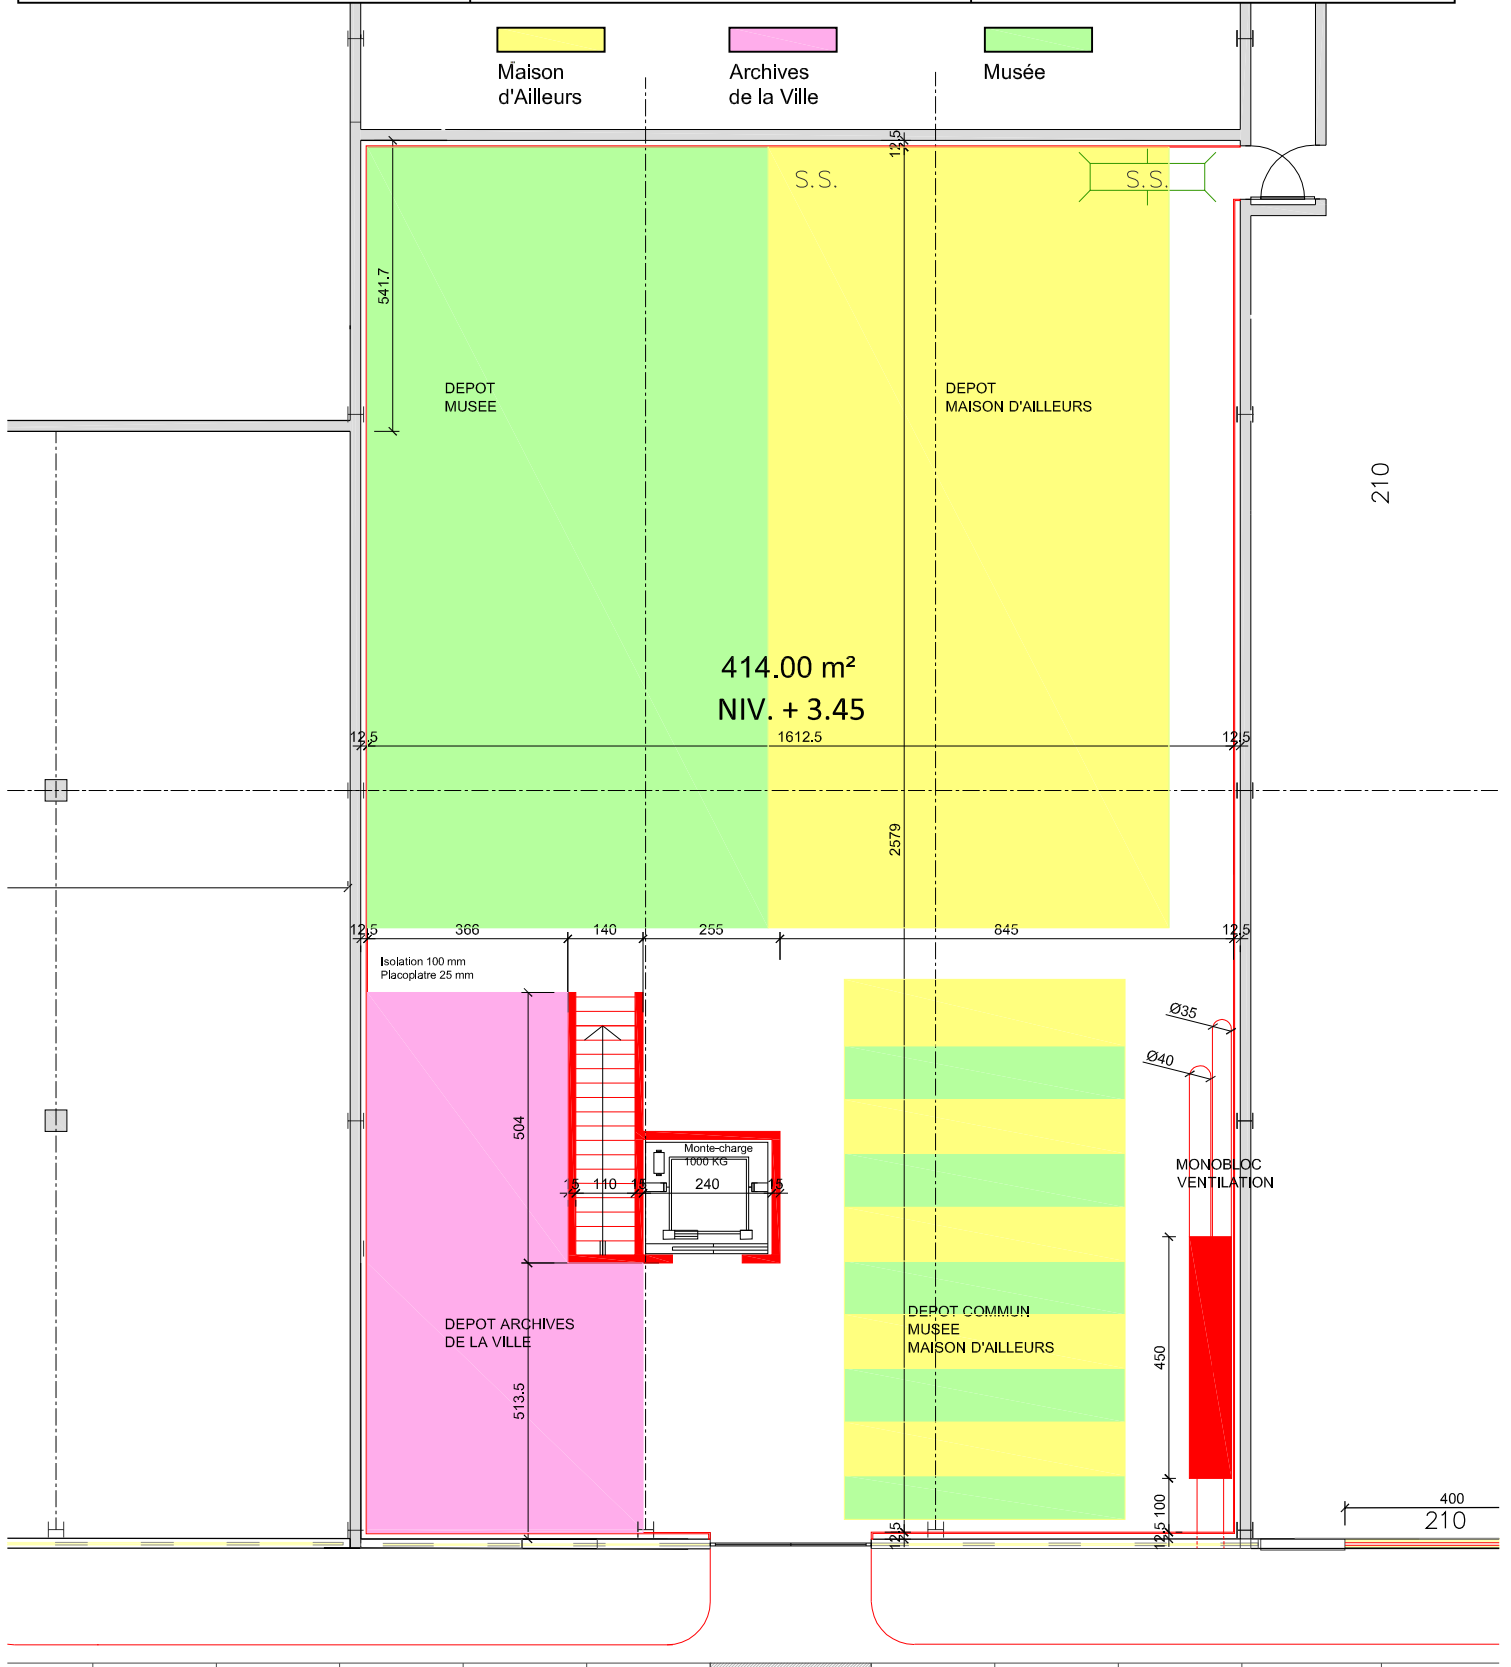 Maison
d'Ailleurs
Archives
de la Ville
Musée
12.5
S.S.
S.S.
541.7
DEPOT
MUSEE
DEPOT
MAISON D'AILLEURS
210
414.00 m²
NIV. + 3.45
12.5
1612.5
12.5
2579
12.5
366
140
255
845
12.5
Isolation 100 mm
Placoplatre 25 mm
Ø35
Ø40
504
Monte-charge
1000 KG
15
110
15
240
15
MONOBLOC
VENTILATION
DEPOT ARCHIVES
DE LA VILLE
DEPOT COMMUN
MUSEE
MAISON D'AILLEURS
450
513.5
100
12.5
12.5
400
210